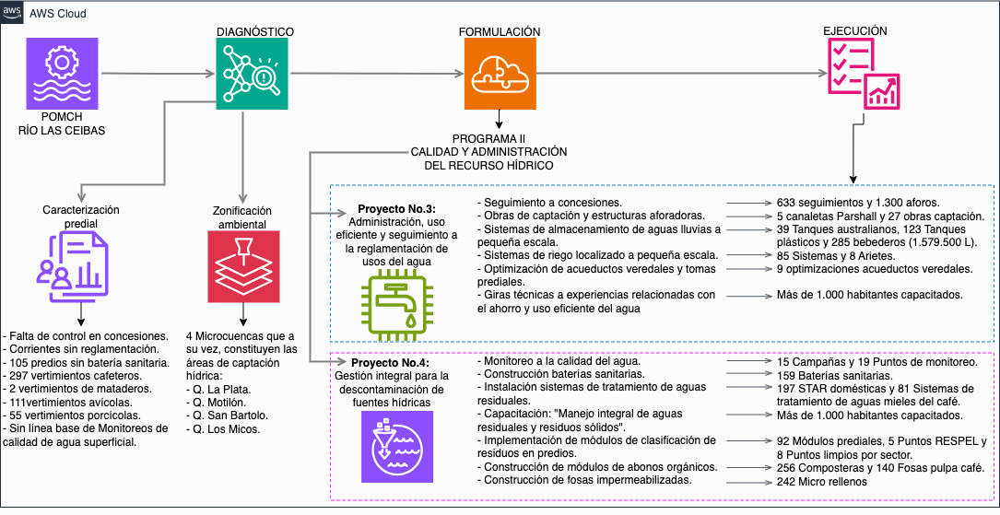 aws
AWS Cloud
DIAGNÓSTICO
FORMULACIÓN
EJECUCIÓN
POMCH
RÍO LAS CEIBAS
PROGRAMA II
CALIDAD Y ADMINISTRACIÓN
DEL RECURSO HÍDRICO
Caracterización
predial
Zonificación
ambiental
- Falta de control en concesiones.
- Corrientes sin reglamentación.
- 105 predios sin batería sanitaria.
- 297 vertimientos cafeteros.
- 2 vertimientos de mataderos.
- 111vertimientos avícolas.
- 55 vertimientos porcícolas.
- Sin línea base de Monitoreos de
calidad de agua superficial.
4 Microcuencas que a
su vez, constituyen las
áreas de captación
hídrica:
- Q. La Plata.
- Q. Motilón.
- Q. San Bartolo.
- Q. Los Micos.
Proyecto No.3:
Administración, uso
eficiente y seguimiento a
la reglamentación de
usos del agua
- Seguimiento a concesiones.
- Obras de captación y estructuras aforadoras.
- Sistemas de almacenamiento de aguas lluvias a
pequeña escala.
- Sistemas de riego localizado a pequeña escala.
- Optimización de acueductos veredales y tomas
prediales.
- Giras técnicas a experiencias relacionadas con
el ahorro y uso eficiente del agua
633 seguimientos y 1.300 aforos.
5 canaletas Parshall y 27 obras captación.
39 Tanques australianos, 123 Tanques
plásticos y 285 bebederos (1.579.500 L).
85 Sistemas y 8 Arietes.
9 optimizaciones acueductos veredales.
Más de 1.000 habitantes capacitados.
Proyecto No.4:
Gestión integral para la
descontaminación de
fuentes hídricas
- Monitoreo a la calidad del agua.
- Construcción baterías sanitarias.
- Instalación sistemas de tratamiento de aguas
residuales.
- Capacitación: "Manejo integral de aguas
residuales y residuos sólidos".
- Implementación de módulos de clasificación de
residuos en predios.
- Construcción de módulos de abonos orgánicos.
- Construcción de fosas impermeabilizadas.
15 Campañas y 19 Puntos de monitoreo.
159 Baterías sanitarias.
197 STAR domésticas y 81 Sistemas de
tratamiento de aguas mieles del café.
Más de 1.000 habitantes capacitados.
92 Módulos prediales, 5 Puntos RESPEL y
8 Puntos limpios por sector.
256 Composteras y 140 Fosas pulpa café.
242 Micro rellenos